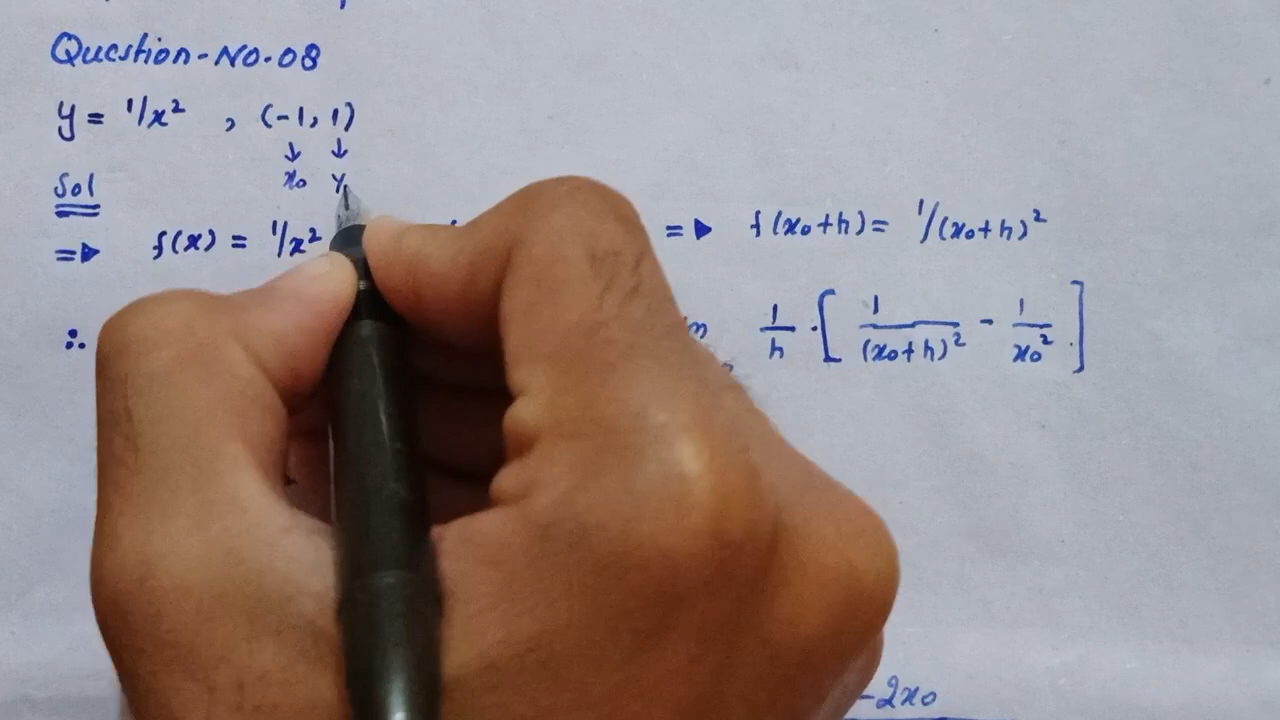 Question-No.08
y = 1/x² , (-1, 1)
↓ ↓
Sol x₀ y
=> f(x) = 1/x² => f(x₀+h) = 1/(x₀+h)²
∴ 1/h · [ 1/(x₀+h)² - 1/x₀² ]
-2x₀